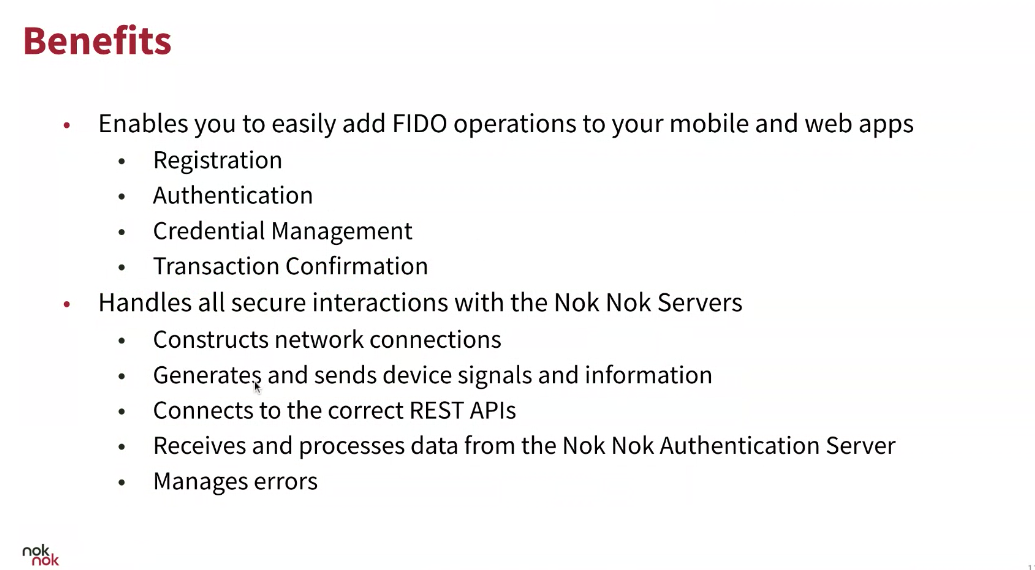 Benefits
• Enables you to easily add FIDO operations to your mobile and web apps
• Registration
• Authentication
• Credential Management
• Transaction Confirmation
• Handles all secure interactions with the Nok Nok Servers
• Constructs network connections
• Generates and sends device signals and information
• Connects to the correct REST APIs
• Receives and processes data from the Nok Nok Authentication Server
• Manages errors
nok
nok